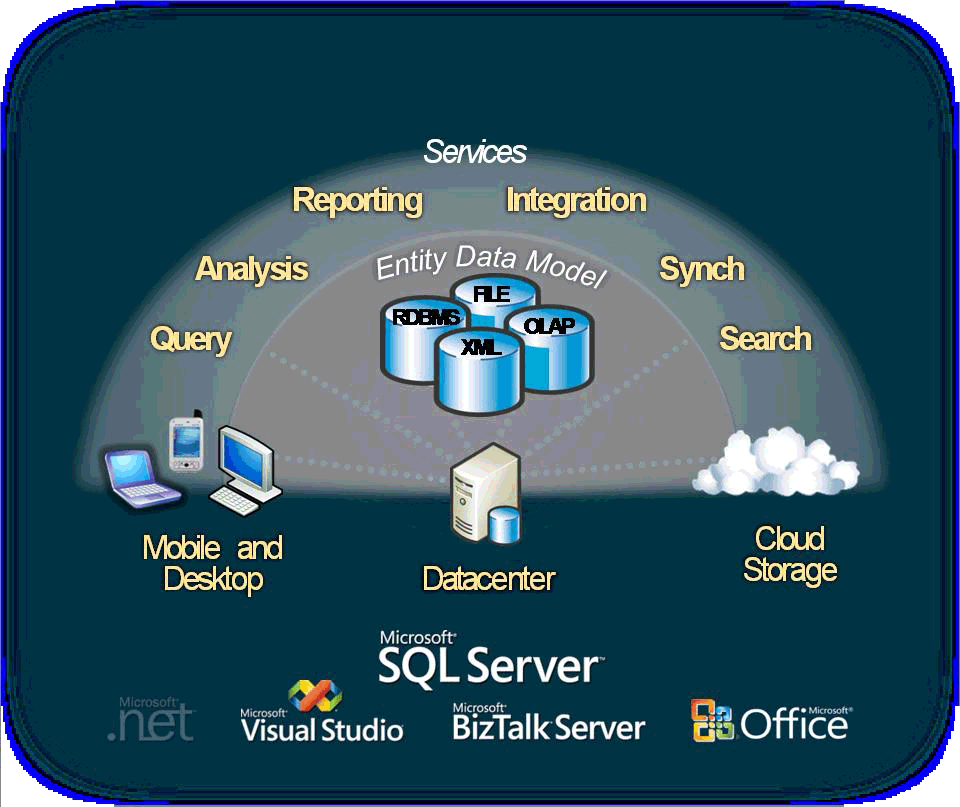 Services
Reporting Integration
Entity Data Model
Analysis Synch
FILE
RDBMS OLAP
Query XML Search
Mobile and
Desktop
Datacenter
Cloud
Storage
Microsoft®
SQL Server™
Microsoft®
.net
Microsoft®
Visual Studio®
Microsoft®
BizTalk Server
Microsoft®
Office